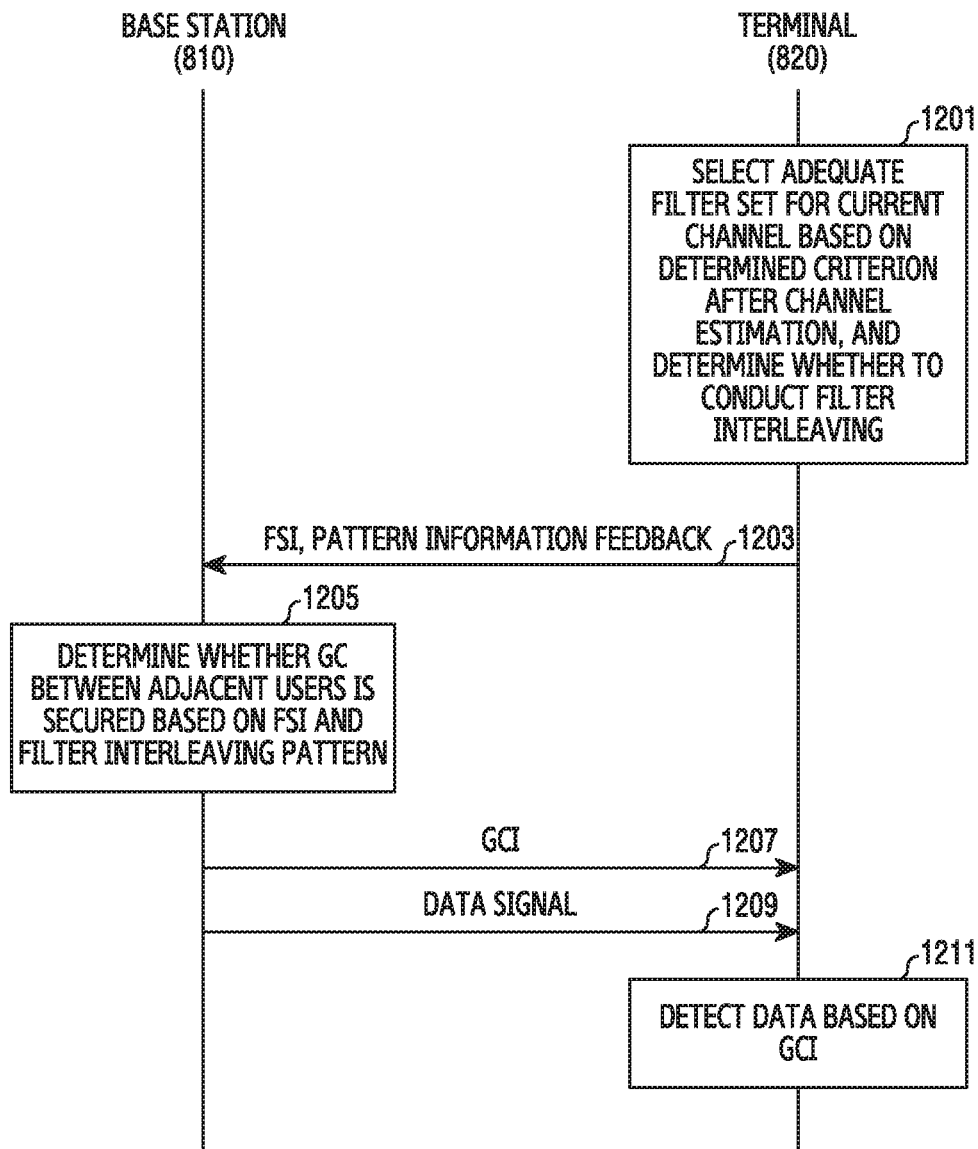 BASE STATION
(810)
TERMINAL
(820)
1201
SELECT ADEQUATE
FILTER SET FOR CURRENT
CHANNEL BASED ON
DETERMINED CRITERION
AFTER CHANNEL
ESTIMATION, AND
DETERMINE WHETHER TO
CONDUCT FILTER
INTERLEAVING
FSI, PATTERN INFORMATION FEEDBACK
1203
1205
DETERMINE WHETHER GC
BETWEEN ADJACENT USERS IS
SECURED BASED ON FSI AND
FILTER INTERLEAVING PATTERN
GCI
1207
DATA SIGNAL
1209
1211
DETECT DATA BASED ON
GCI